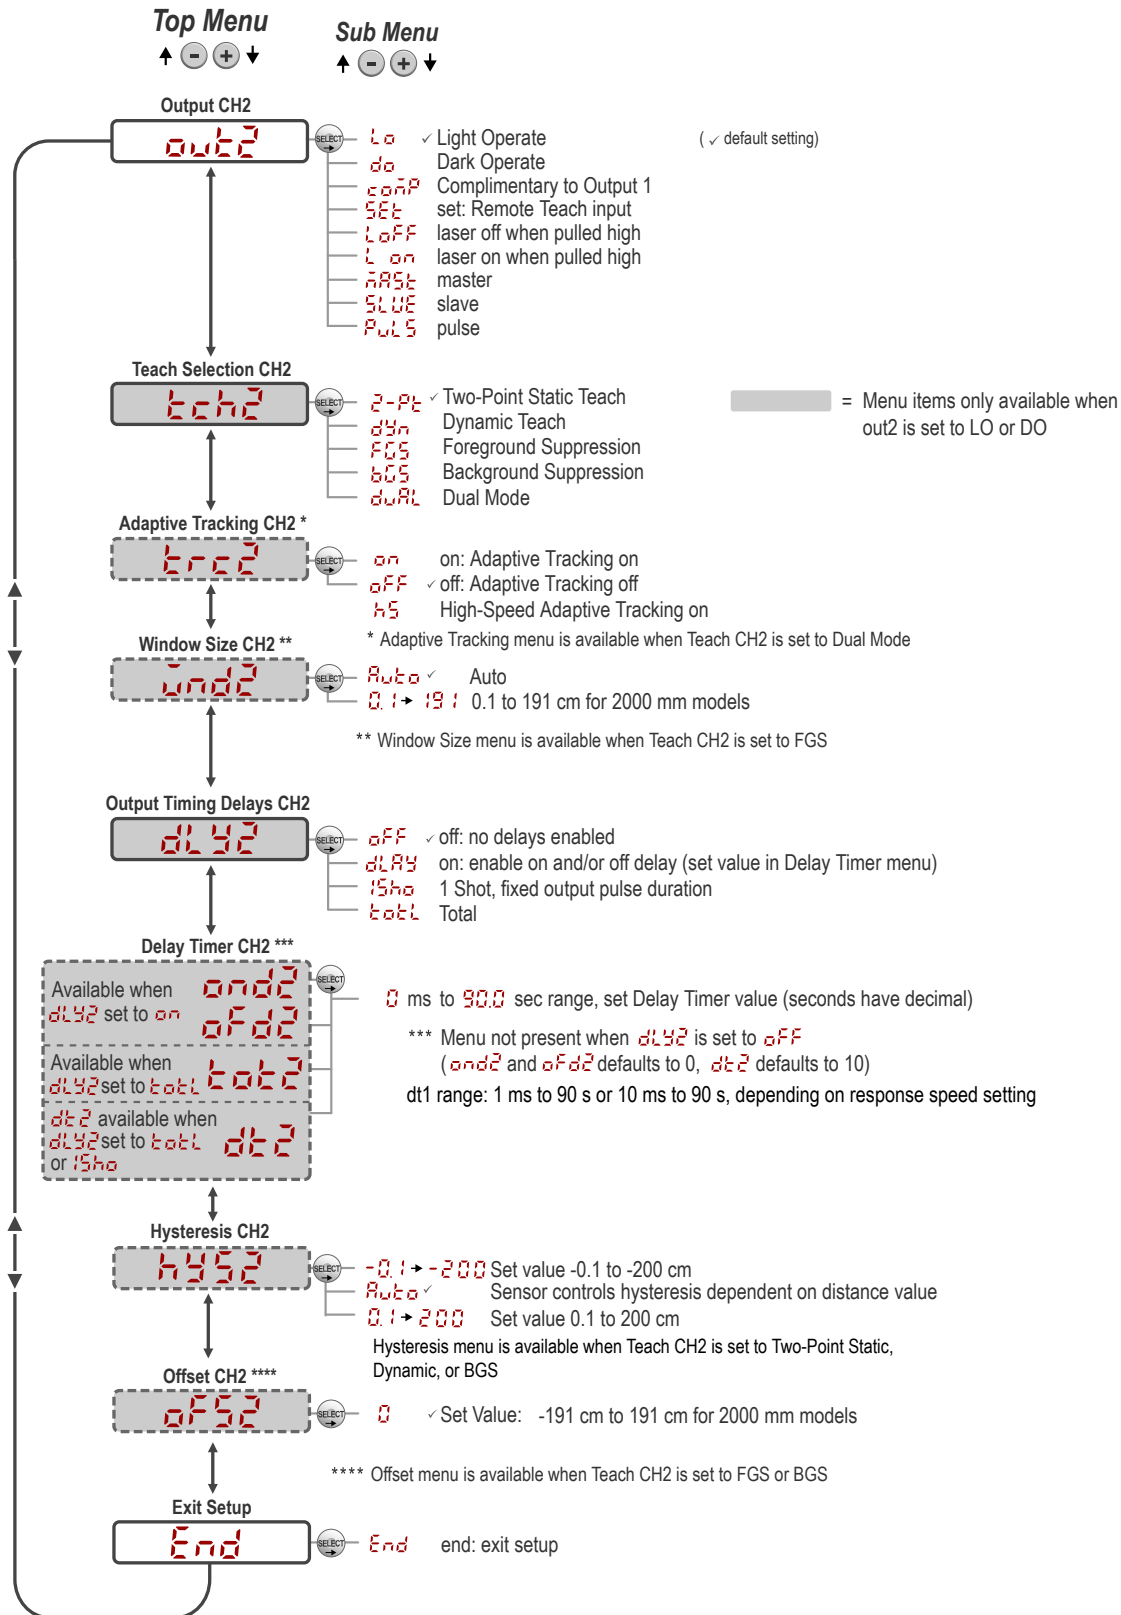 Top Menu
Sub Menu
- +
- +
Output CH2
out2
SELECT
Lo ✓ Light Operate
( ✓ default setting)
do Dark Operate
comP Complimentary to Output 1
SEt set: Remote Teach input
LoFF laser off when pulled high
L on laser on when pulled high
mASt master
SLVE slave
PuLS pulse
Teach Selection CH2
tch2
SELECT
2-Pt ✓ Two-Point Static Teach
dYn Dynamic Teach
FGS Foreground Suppression
bGS Background Suppression
duAL Dual Mode
= Menu items only available when
out2 is set to LO or DO
Adaptive Tracking CH2 *
trc2
SELECT
on on: Adaptive Tracking on
oFF ✓ off: Adaptive Tracking off
hS High-Speed Adaptive Tracking on
* Adaptive Tracking menu is available when Teach CH2 is set to Dual Mode
Window Size CH2 **
wnd2
SELECT
Auto ✓ Auto
0.1 → 191 0.1 to 191 cm for 2000 mm models
** Window Size menu is available when Teach CH2 is set to FGS
Output Timing Delays CH2
dLY2
SELECT
oFF ✓ off: no delays enabled
dLAY on: enable on and/or off delay (set value in Delay Timer menu)
1Sho 1 Shot, fixed output pulse duration
totL Total
Delay Timer CH2 ***
Available when
dLY2 set to on
ond2
oFd2
SELECT
0 ms to 90.0 sec range, set Delay Timer value (seconds have decimal)
*** Menu not present when dLY2 is set to oFF
(ond2 and oFd2 defaults to 0, dt2 defaults to 10)
Available when
dLY2 set to totL
tot2
dt1 range: 1 ms to 90 s or 10 ms to 90 s, depending on response speed setting
dt2 available when
dLY2 set to totL
or 1Sho
dt2
Hysteresis CH2
hYS2
SELECT
-0.1 → -200 Set value -0.1 to -200 cm
Auto ✓ Sensor controls hysteresis dependent on distance value
0.1 → 200 Set value 0.1 to 200 cm
Hysteresis menu is available when Teach CH2 is set to Two-Point Static,
Dynamic, or BGS
Offset CH2 ****
oFS2
SELECT
0 ✓ Set Value: -191 cm to 191 cm for 2000 mm models
**** Offset menu is available when Teach CH2 is set to FGS or BGS
Exit Setup
End
SELECT
End end: exit setup